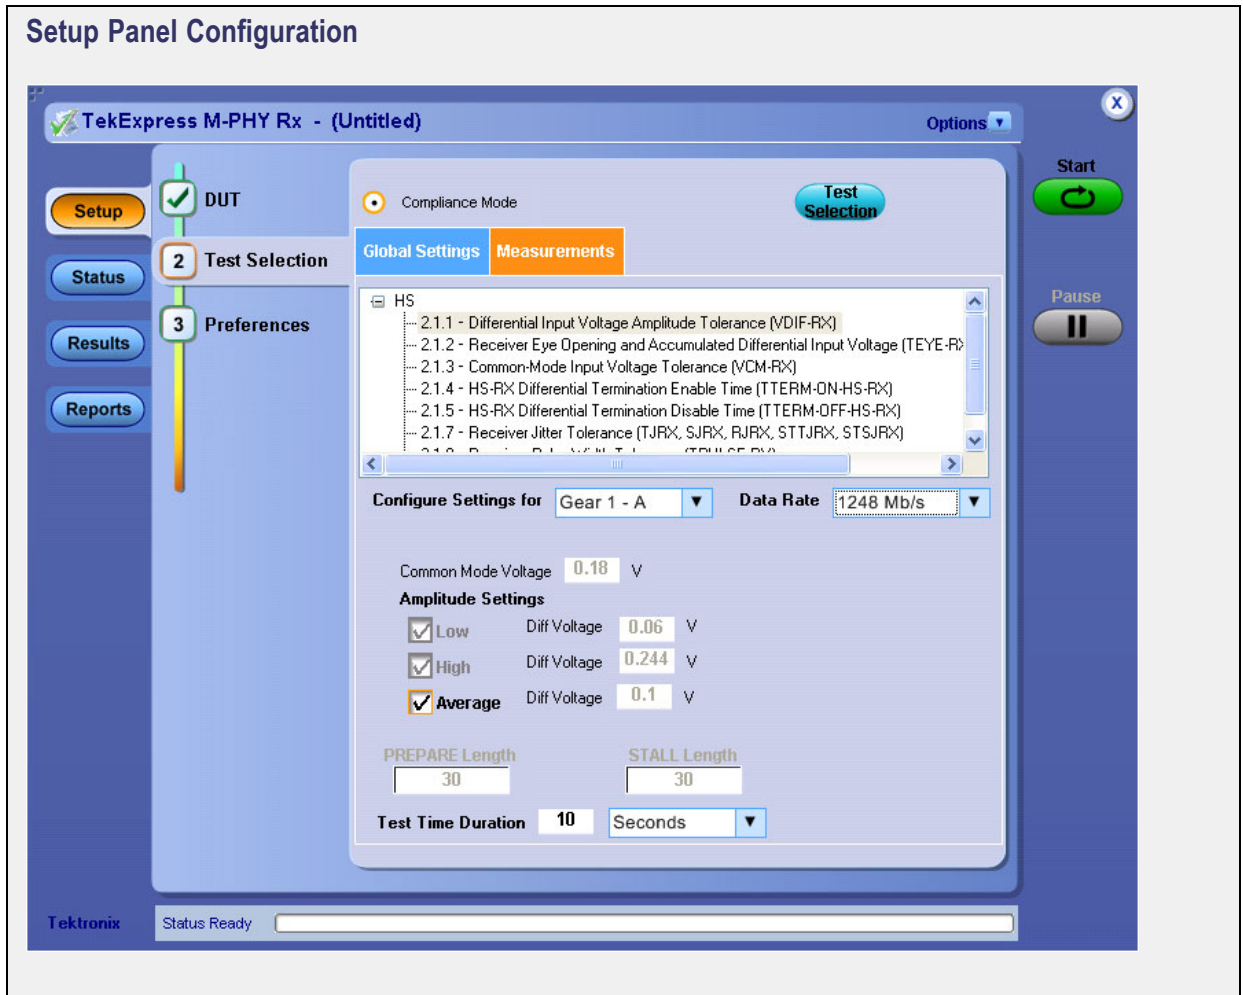 Setup Panel Configuration
X
TekExpress M-PHY Rx - (Untitled)
Options
Start
Setup
DUT
Compliance Mode
Test
Selection
Status
2 Test Selection
Global Settings Measurements
Pause
Results
3 Preferences
Reports
HS
2.1.1 - Differential Input Voltage Amplitude Tolerance (VDIF-RX)
2.1.2 - Receiver Eye Opening and Accumulated Differential Input Voltage (TEYE-RX
2.1.3 - Common-Mode Input Voltage Tolerance (VCM-RX)
2.1.4 - HS-RX Differential Termination Enable Time (TTERM-ON-HS-RX)
2.1.5 - HS-RX Differential Termination Disable Time (TTERM-OFF-HS-RX)
2.1.7 - Receiver Jitter Tolerance (TJRX, SJRX, RJRX, STTJRX, STSJRX)
Configure Settings for Gear 1 - A Data Rate 1248 Mb/s
Common Mode Voltage 0.18 V
Amplitude Settings
Low Diff Voltage 0.06 V
High Diff Voltage 0.244 V
Average Diff Voltage 0.1 V
PREPARE Length STALL Length
30 30
Test Time Duration 10 Seconds
Tektronix Status Ready